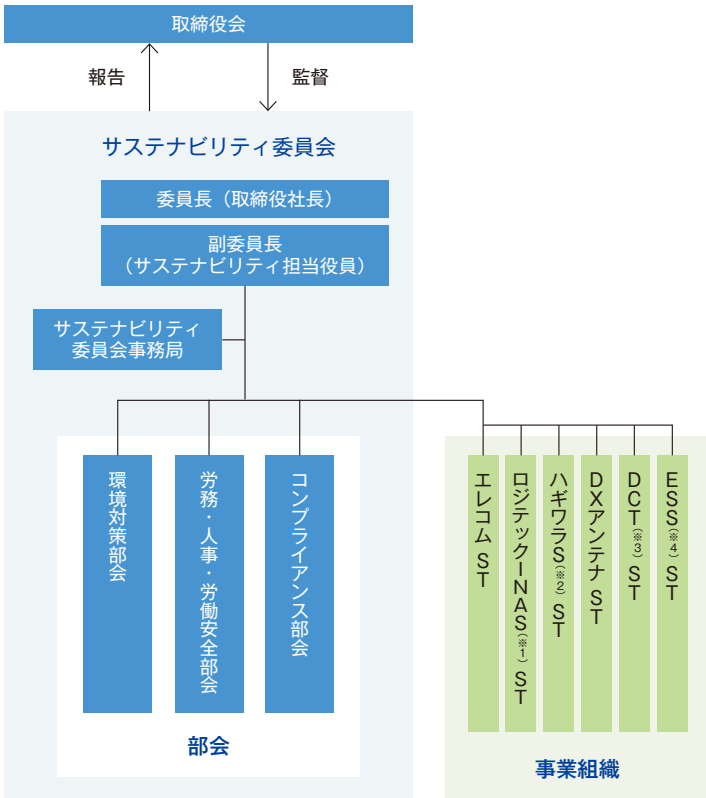 取締役会
報告
監督
サステナビリティ委員会
委員長（取締役社長）
副委員長
（サステナビリティ担当役員）
サステナビリティ
委員会事務局
環境対策部会
労務・人事・労働安全部会
コンプライアンス部会
部会
エレコム ST
ロジテックINAS（※1） ST
ハギワラS（※2） ST
DXアンテナ ST
DCT（※3） ST
ESS（※4） ST
事業組織